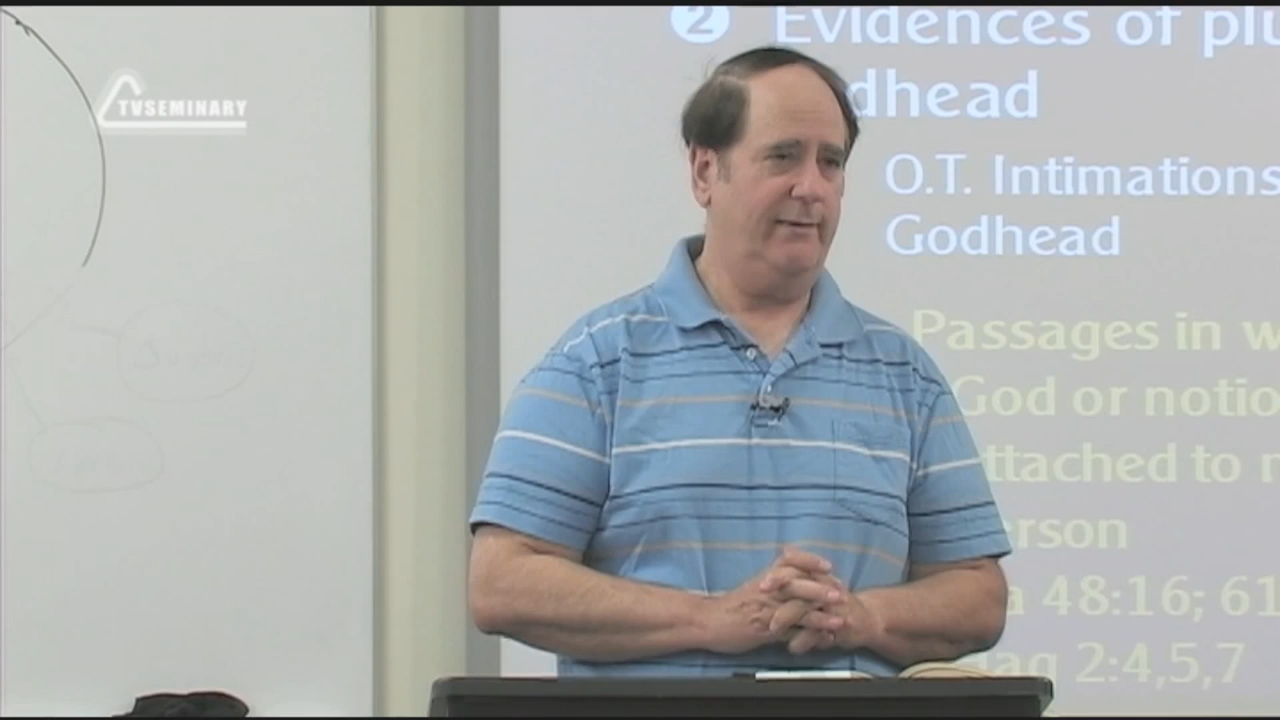 TVSEMINARY
2 Evidences of plu
dhead
O.T. Intimations
Godhead
Passages in w
God or notio
ttached to
erson
48:16; 61
2:4,5,7